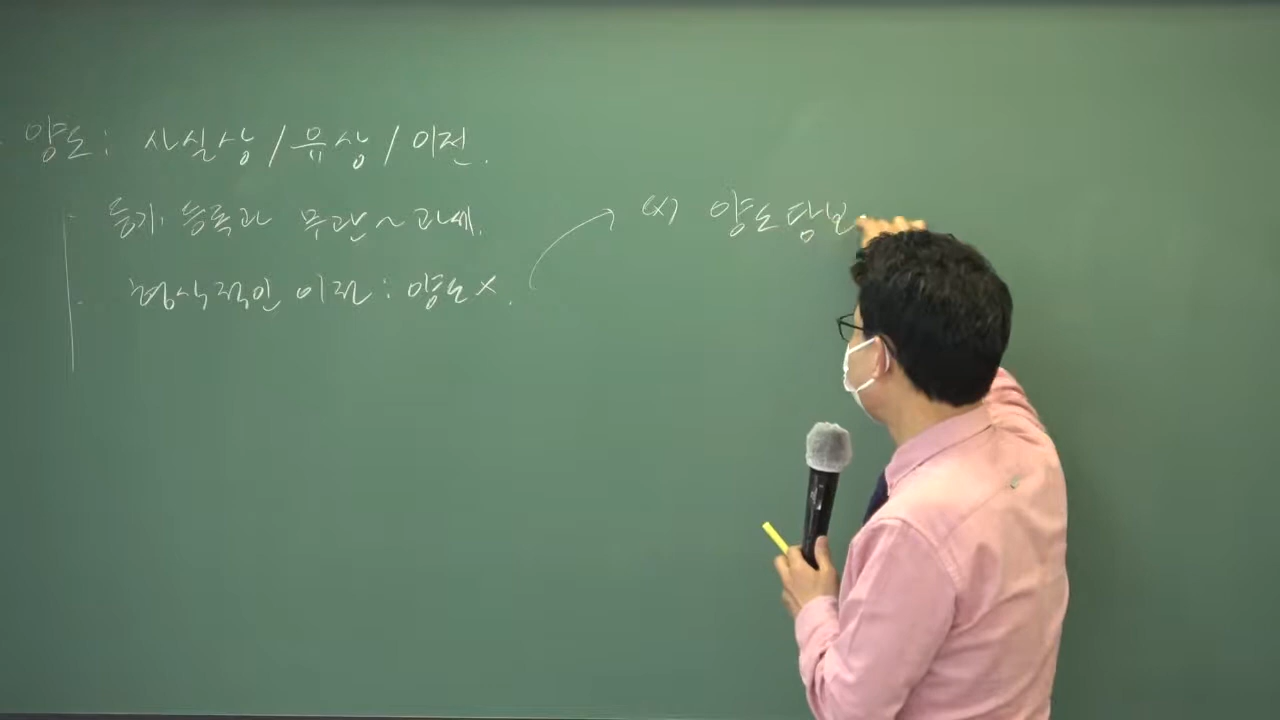 양도: 사실상/유상/이전.
등기·등록과 무관~과세.
형식적인 이전: 양도×.
예) 양도담보